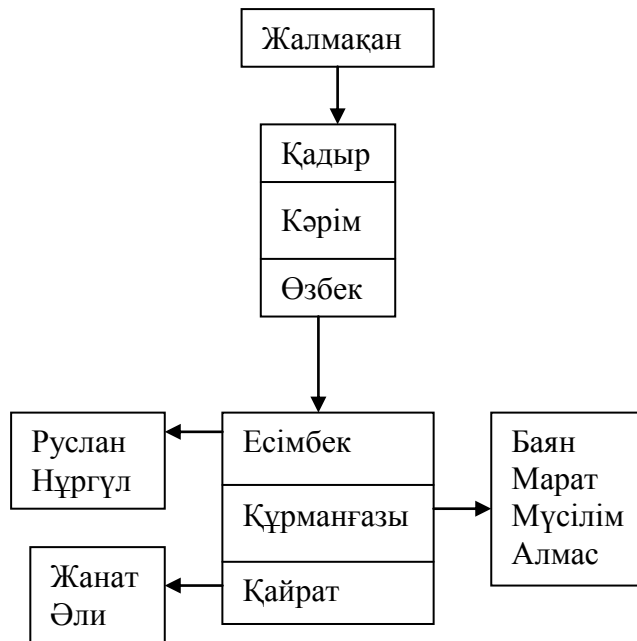 Жалмақан
Қадыр
Кәрім
Өзбек
Руслан
Нұргүл
Есімбек
Құрманғазы
Қайрат
Баян
Марат
Мүсілім
Алмас
Жанат
Әли